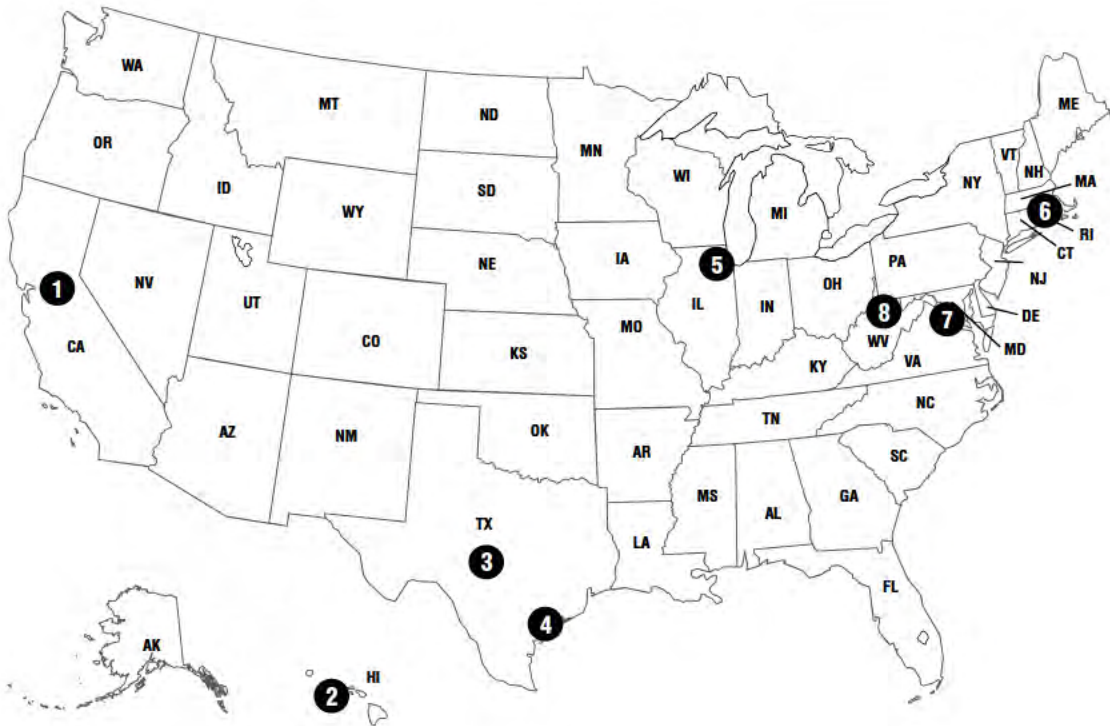 WA
MT
ND
MN
ME
OR
ID
SD
WI
VT
NH
NY
MA
WY
MI
6
RI
CT
5
IA
NE
PA
OH
NJ
1
NV
UT
IL
IN
8
7
DE
MO
WV
MD
CA
CO
KS
KY
VA
NC
TN
AZ
NM
OK
AR
SC
MS
AL
GA
TX
LA
3
FL
4
AK
HI
2